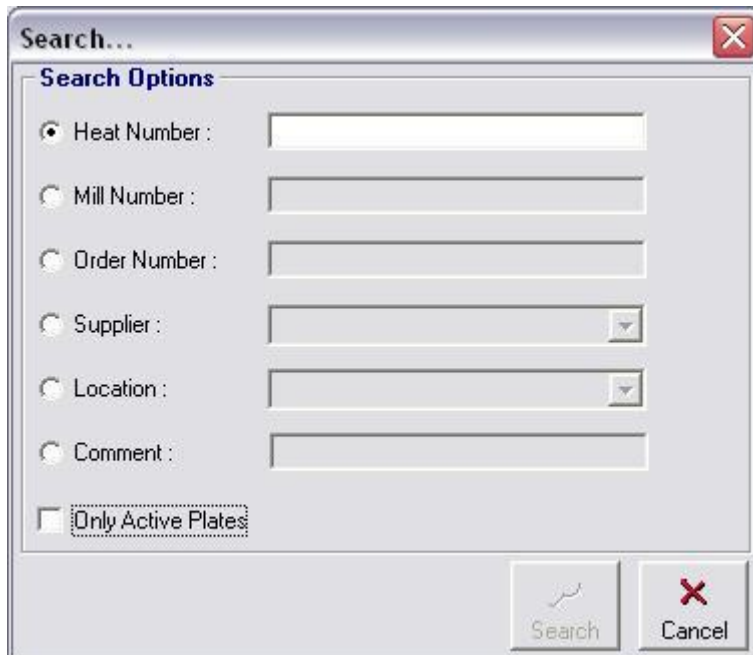 Search...
Search Options
Heat Number :
Mill Number :
Order Number :
Supplier :
Location :
Comment :
Only Active Plates
Search Cancel